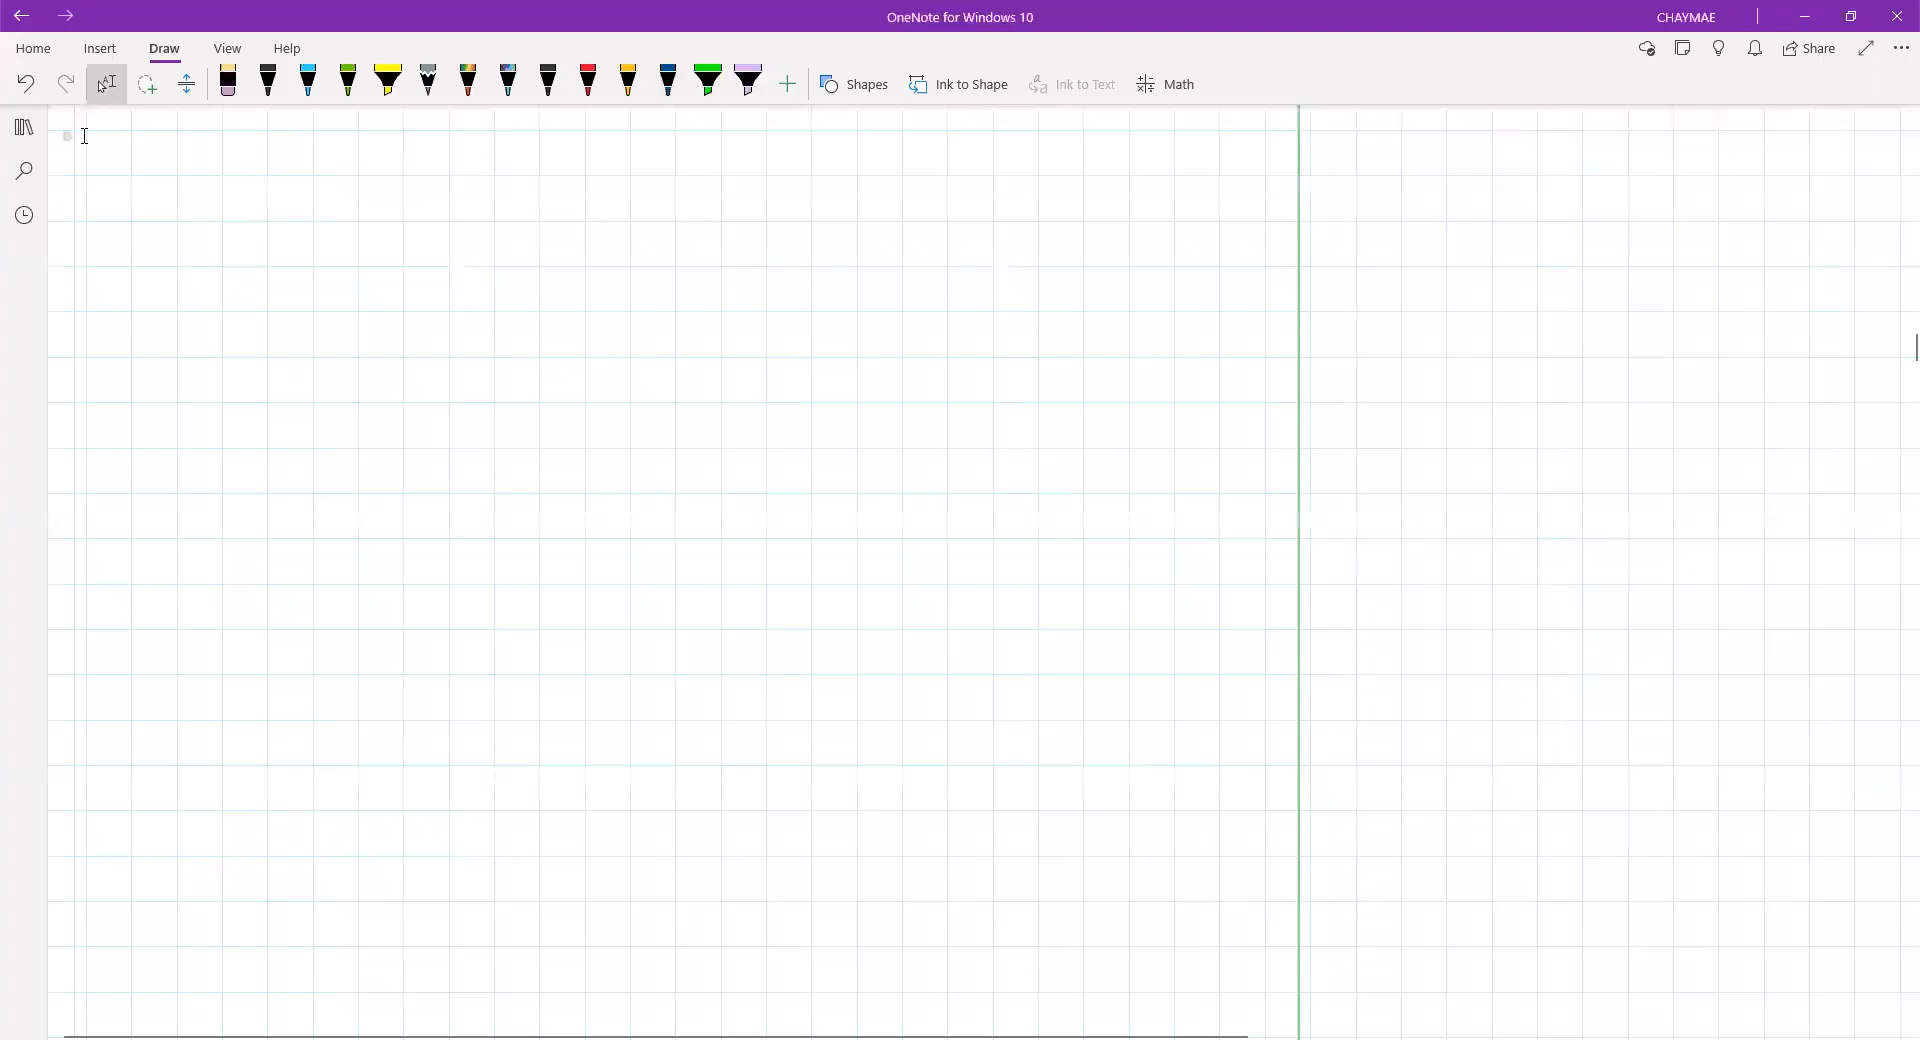 OneNote for Windows 10
CHAYMAE
Home Insert Draw View Help
Share
Shapes Ink to Shape Ink to Text Math